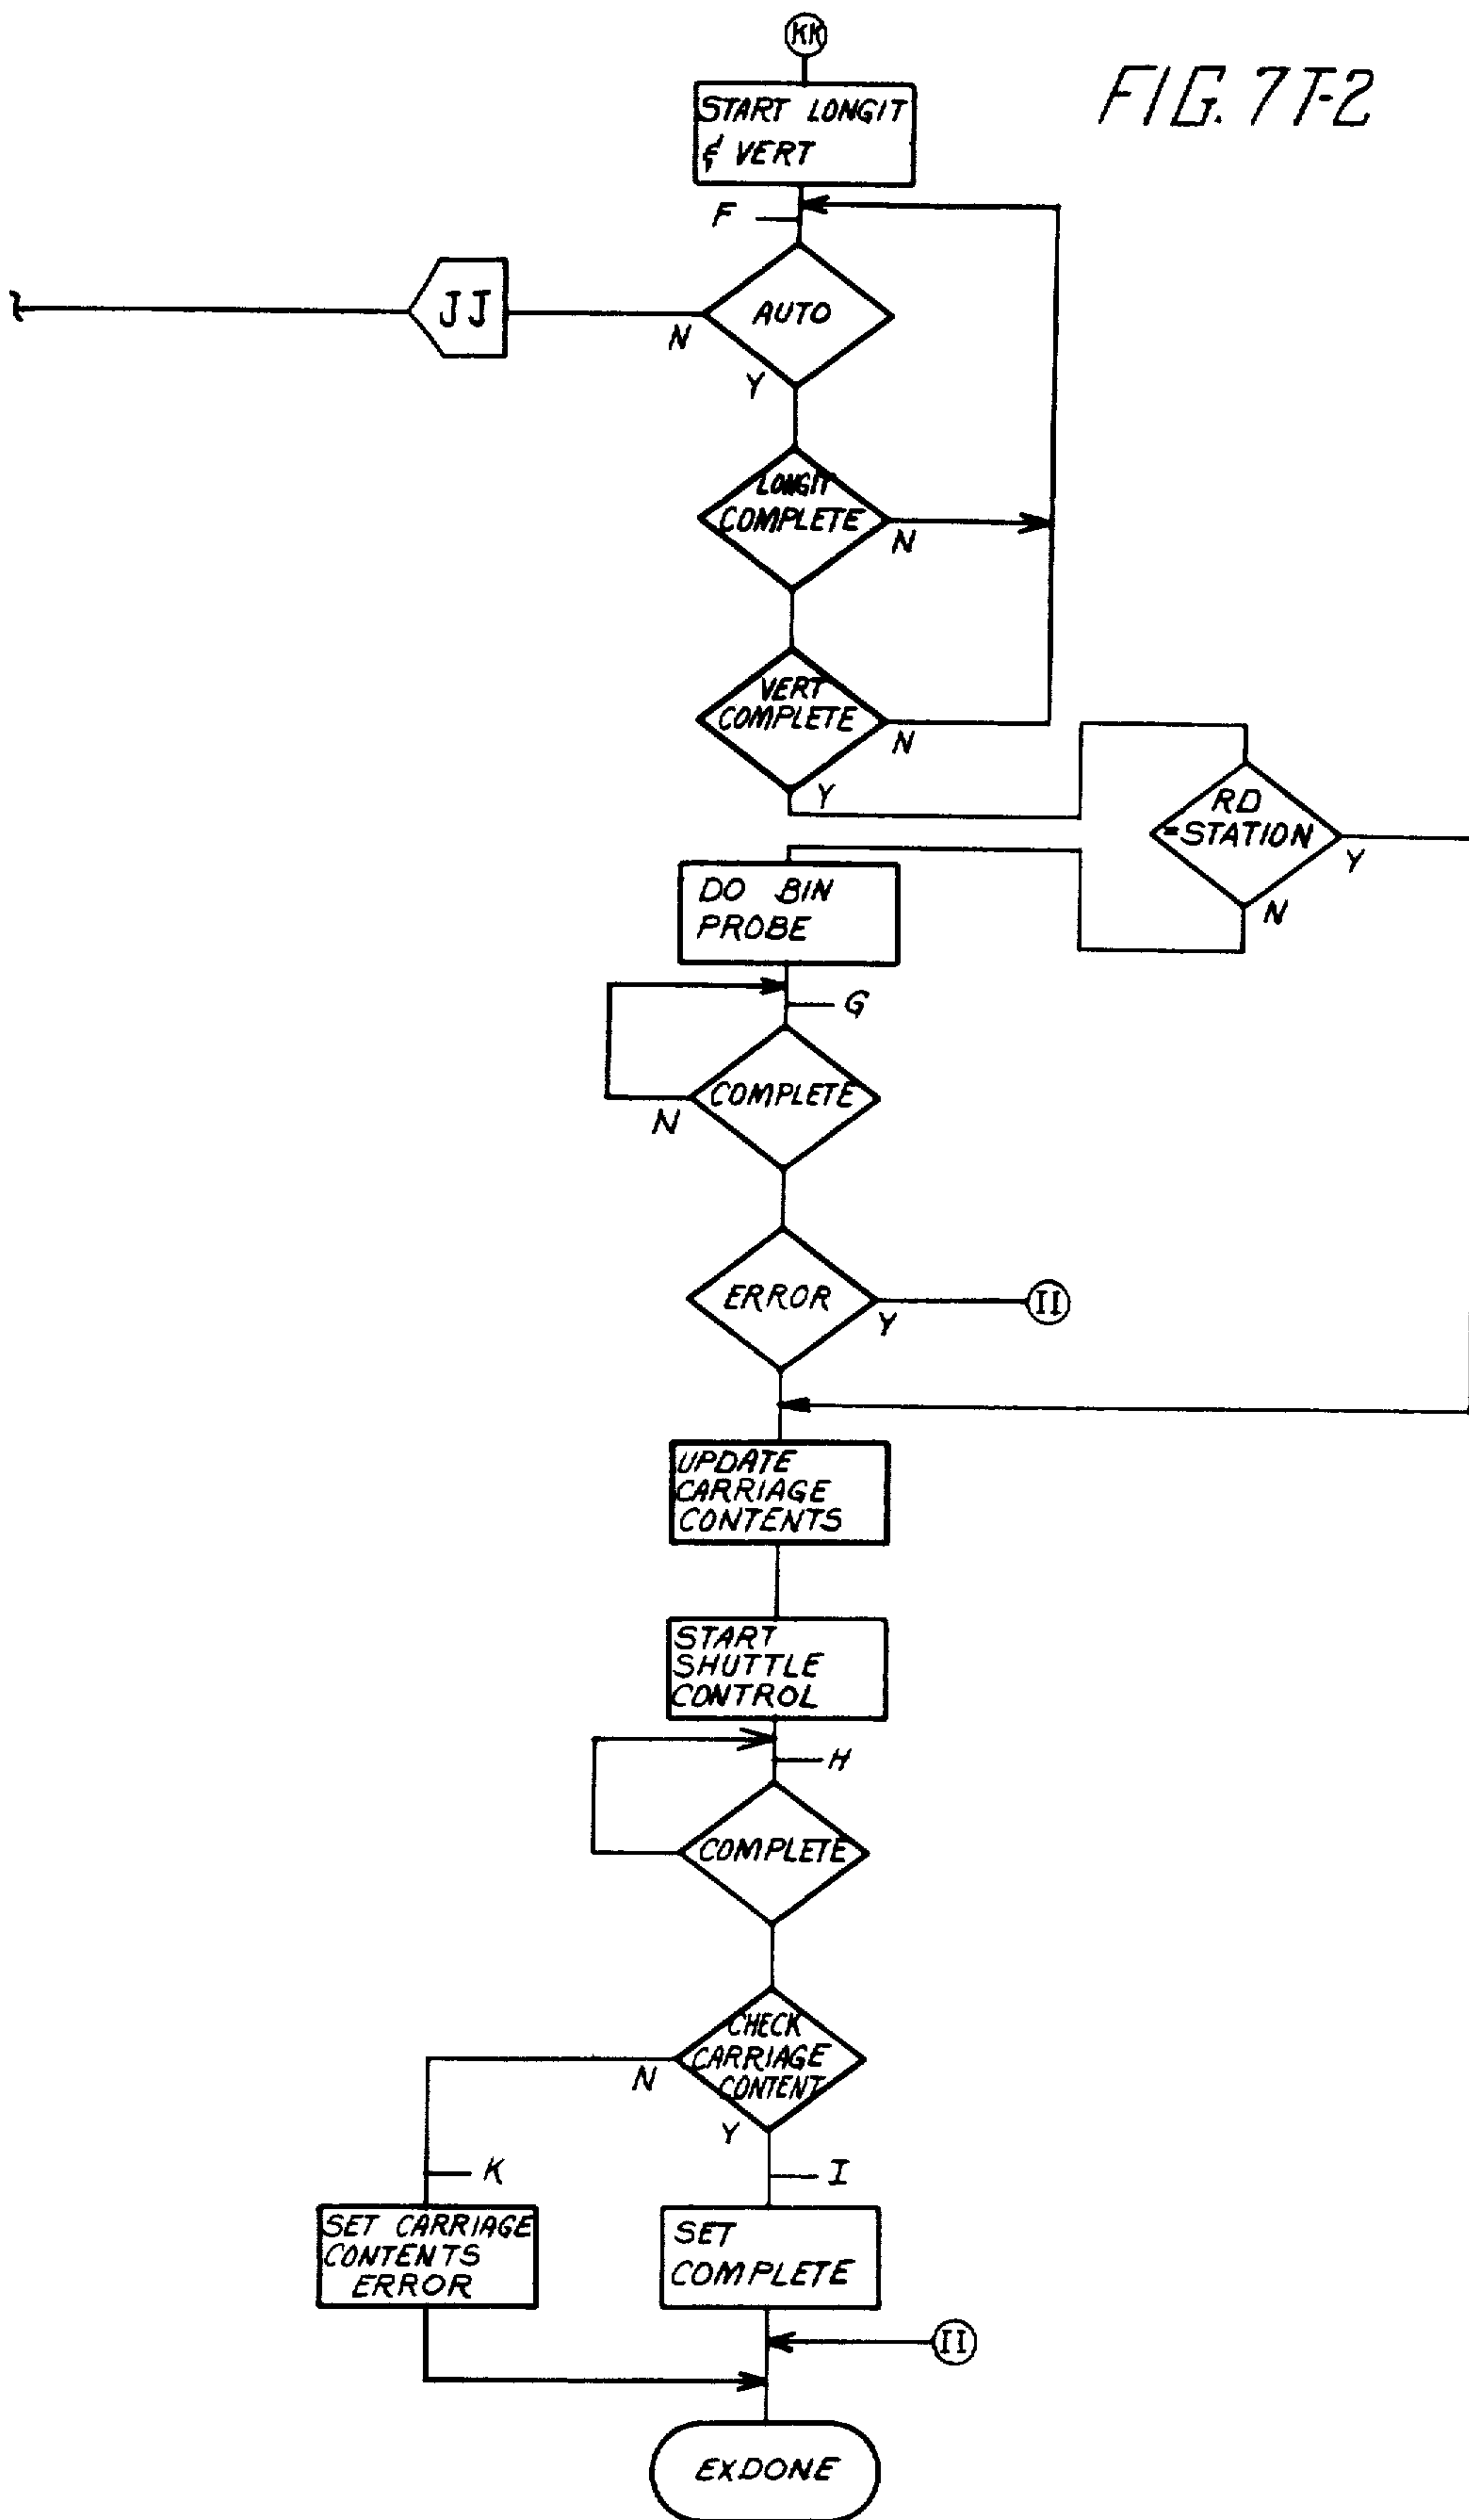 KK
FIG. 7T-2
START LONGIT
& VERT
F
JJ
AUTO
N
Y
LONGIT
COMPLETE
N
VERT
COMPLETE
N
Y
RD
=STATION
Y
N
DO BIN
PROBE
G
COMPLETE
N
ERROR
Y
II
UPDATE
CARRIAGE
CONTENTS
START
SHUTTLE
CONTROL
H
COMPLETE
CHECK
CARRIAGE
CONTENT
N
Y
K
I
SET CARRIAGE
CONTENTS
ERROR
SET
COMPLETE
II
EXDONE